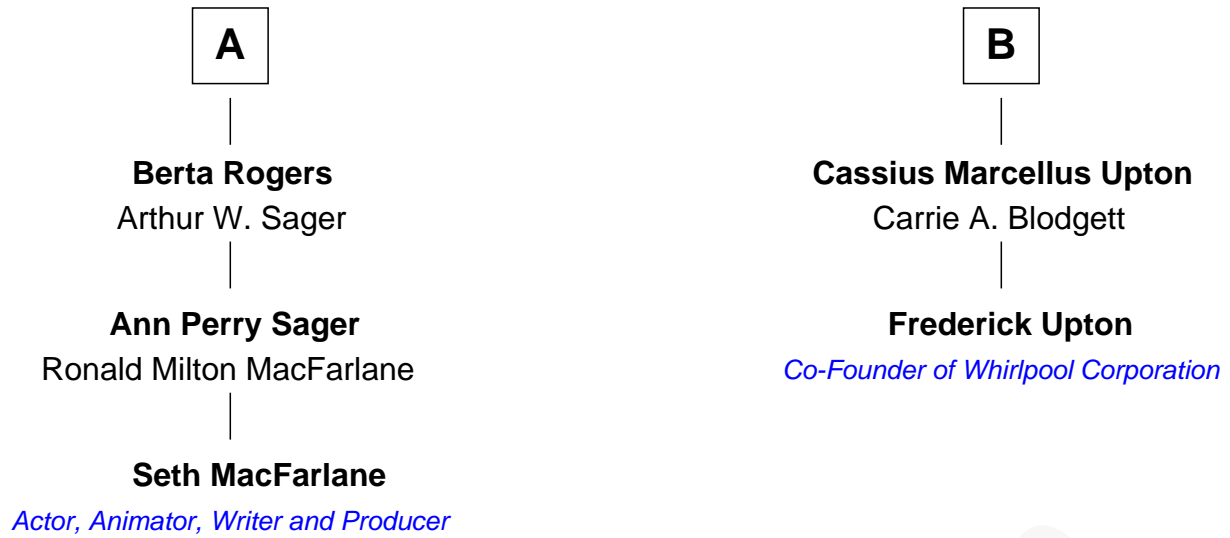 A
B
Berta Rogers
Arthur W. Sager
Ann Perry Sager
Ronald Milton MacFarlane
Seth MacFarlane
Actor, Animator, Writer and Producer
Cassius Marcellus Upton
Carrie A. Blodgett
Frederick Upton
Co-Founder of Whirlpool Corporation